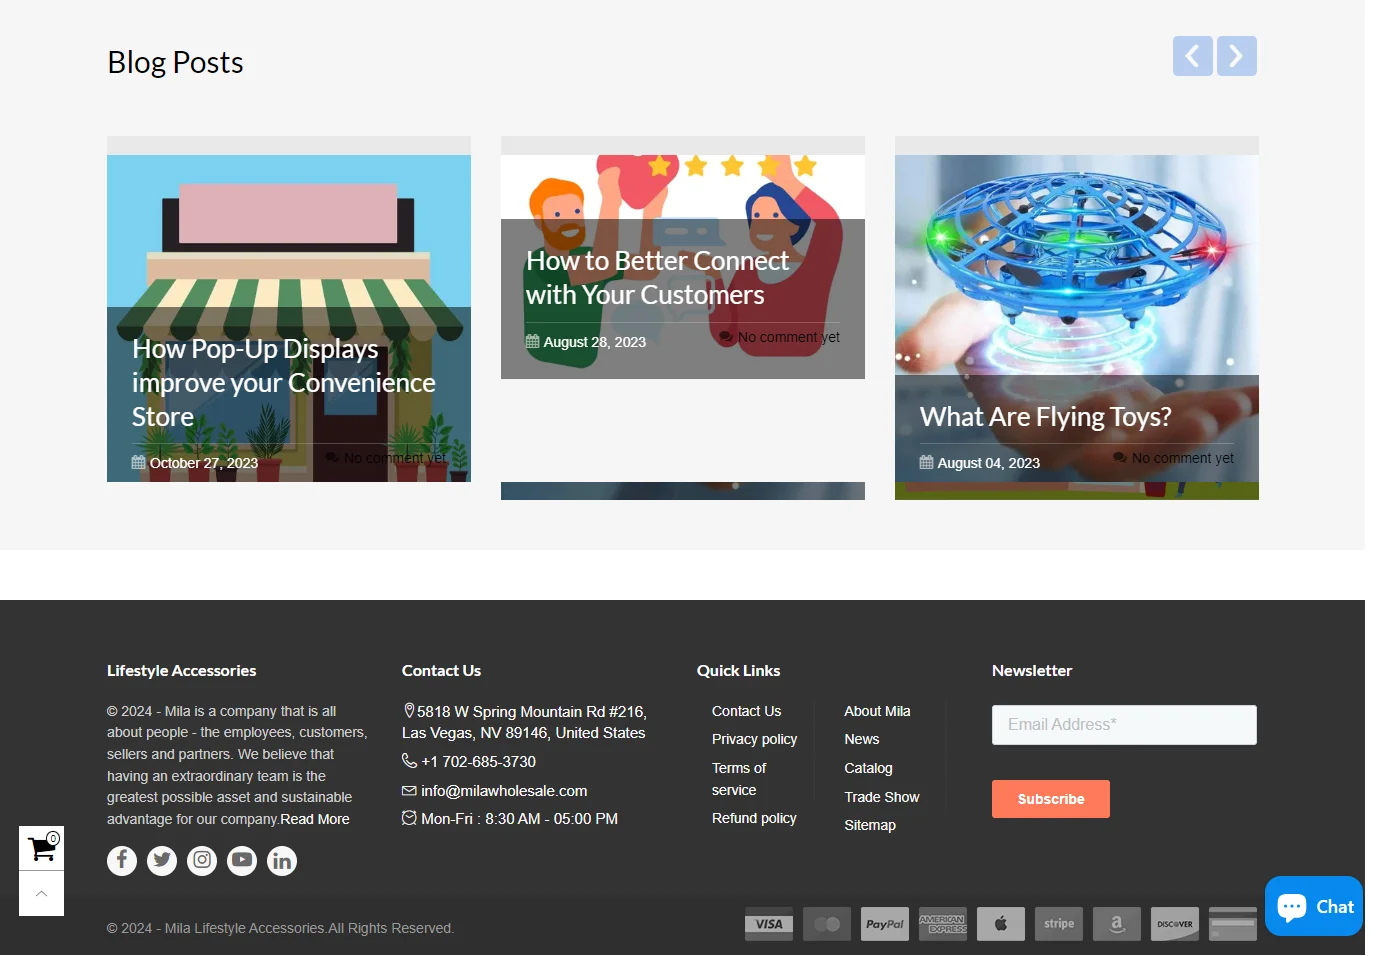 Blog Posts
How Pop-Up Displays
improve your Convenience
Store
October 27, 2023
No comment yet
How to Better Connect
with Your Customers
August 28, 2023
No comment yet
What Are Flying Toys?
August 04, 2023
No comment yet
Lifestyle Accessories
© 2024 - Mila is a company that is all
about people - the employees, customers,
sellers and partners. We believe that
having an extraordinary team is the
greatest possible asset and sustainable
advantage for our company.Read More
Contact Us
5818 W Spring Mountain Rd #216,
Las Vegas, NV 89146, United States
+1 702-685-3730
info@milawholesale.com
Mon-Fri : 8:30 AM - 05:00 PM
Quick Links
Contact Us
Privacy policy
Terms of
service
Refund policy
About Mila
News
Catalog
Trade Show
Sitemap
Newsletter
Email Address*
Subscribe
0
© 2024 - Mila Lifestyle Accessories.All Rights Reserved.
VISA
PayPal
AMERICAN
EXPRESS
stripe
a
DISCOVER
Chat